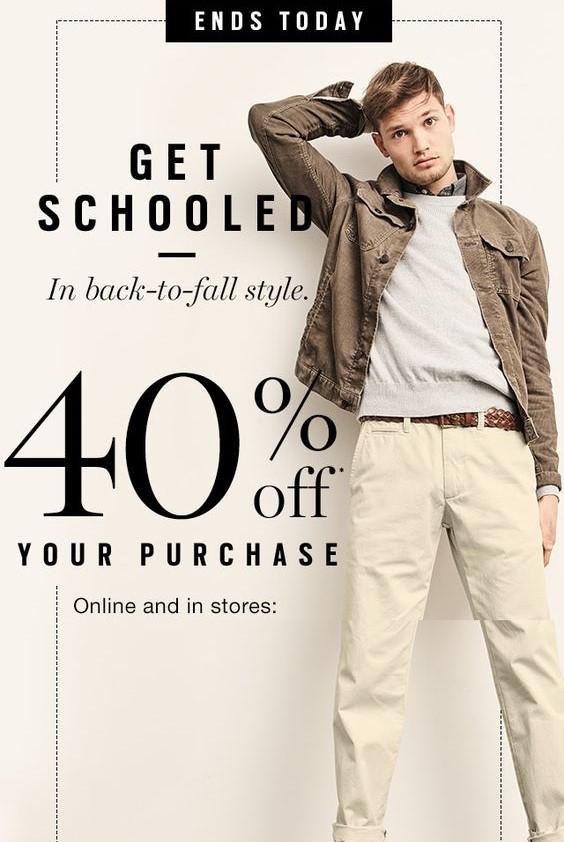 ENDS TODAY
GET
SCHOOLED
In back-to-fall style.
40% off*
YOUR PURCHASE
Online and in stores: